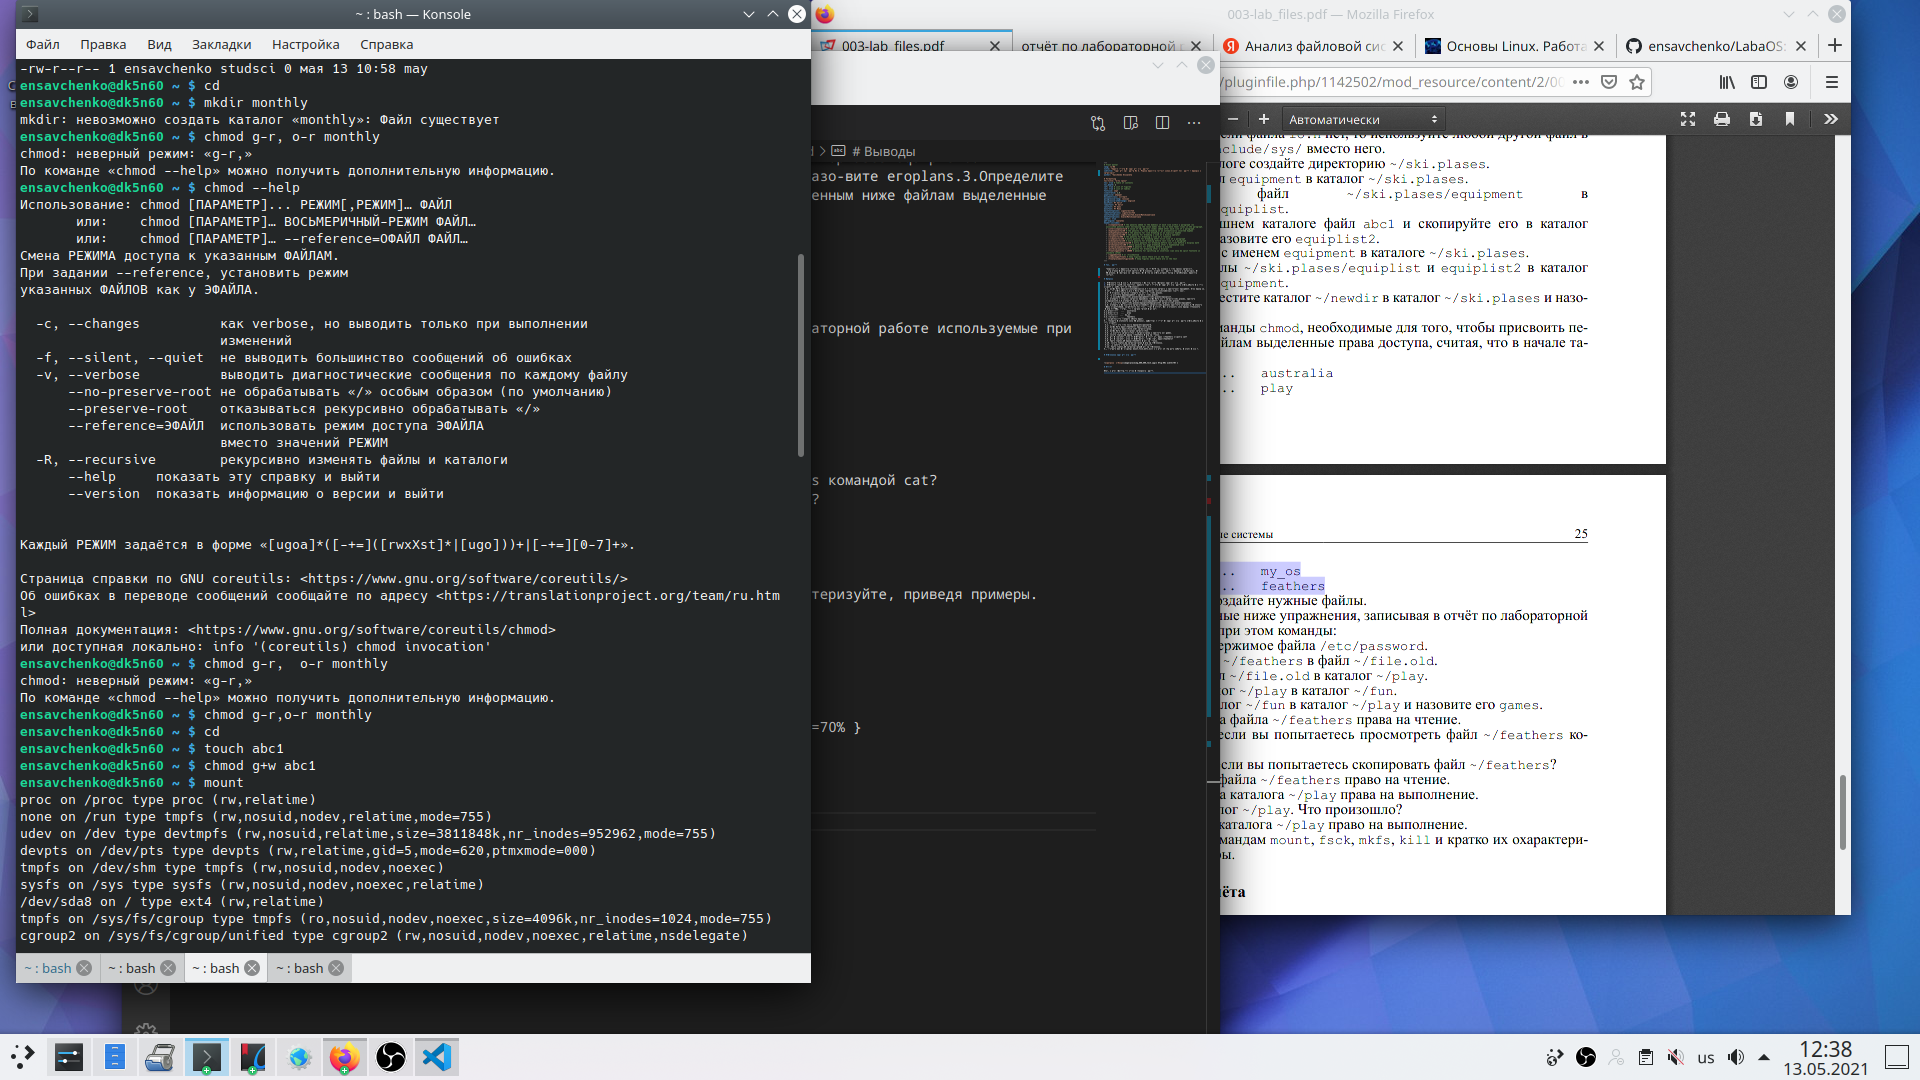 ~ : bash — Konsole
Файл Правка Вид Закладки Настройка Справка
-rw-r--r-- 1 ensavchenko studsci 0 мая 13 10:58 may
ensavchenko@dk5n60 ~ $ cd
ensavchenko@dk5n60 ~ $ mkdir monthly
mkdir: невозможно создать каталог «monthly»: Файл существует
ensavchenko@dk5n60 ~ $ chmod g-r, o-r monthly
chmod: неверный режим: «g-r,»
По команде «chmod --help» можно получить дополнительную информацию.
ensavchenko@dk5n60 ~ $ chmod --help
Использование: chmod [ПАРАМЕТР]... РЕЖИМ[,РЕЖИМ]… ФАЙЛ
или: chmod [ПАРАМЕТР]… ВОСЬМЕРИЧНЫЙ-РЕЖИМ ФАЙЛ…
или: chmod [ПАРАМЕТР]… --reference=ОФАЙЛ ФАЙЛ…
Смена РЕЖИМА доступа к указанным ФАЙЛАМ.
При задании --reference, установить режим
указанных ФАЙЛОВ как у ЭФАЙЛА.
-c, --changes как verbose, но выводить только при выполнении
изменений
-f, --silent, --quiet не выводить большинство сообщений об ошибках
-v, --verbose выводить диагностические сообщения по каждому файлу
--no-preserve-root не обрабатывать «/» особым образом (по умолчанию)
--preserve-root отказываться рекурсивно обрабатывать «/»
--reference=ЭФАЙЛ использовать режим доступа ЭФАЙЛА
вместо значений РЕЖИМ
-R, --recursive рекурсивно изменять файлы и каталоги
--help показать эту справку и выйти
--version показать информацию о версии и выйти
Каждый РЕЖИМ задаётся в форме «[ugoa]*([-+=]([rwxXst]*|[ugo]))+|[-+=][0-7]+».
Страница справки по GNU coreutils: <https://www.gnu.org/software/coreutils/>
Об ошибках в переводе сообщений сообщайте по адресу <https://translationproject.org/team/ru.htm
l>
Полная документация: <https://www.gnu.org/software/coreutils/chmod>
или доступная локально: info '(coreutils) chmod invocation'
ensavchenko@dk5n60 ~ $ chmod g-r,  o-r monthly
chmod: неверный режим: «g-r,»
По команде «chmod --help» можно получить дополнительную информацию.
ensavchenko@dk5n60 ~ $ chmod g-r,o-r monthly
ensavchenko@dk5n60 ~ $ cd
ensavchenko@dk5n60 ~ $ touch abc1
ensavchenko@dk5n60 ~ $ chmod g+w abc1
ensavchenko@dk5n60 ~ $ mount
proc on /proc type proc (rw,relatime)
none on /run type tmpfs (rw,nosuid,nodev,relatime,mode=755)
udev on /dev type devtmpfs (rw,nosuid,relatime,size=3811848k,nr_inodes=952962,mode=755)
devpts on /dev/pts type devpts (rw,relatime,gid=5,mode=620,ptmxmode=000)
tmpfs on /dev/shm type tmpfs (rw,nosuid,nodev,noexec)
sysfs on /sys type sysfs (rw,nosuid,nodev,noexec,relatime)
/dev/sda8 on / type ext4 (rw,relatime)
tmpfs on /sys/fs/cgroup type tmpfs (ro,nosuid,nodev,noexec,size=4096k,nr_inodes=1024,mode=755)
cgroup2 on /sys/fs/cgroup/unified type cgroup2 (rw,nosuid,nodev,noexec,relatime,nsdelegate)
~ : bash ~ : bash ~ : bash ~ : bash
# Выводы
азо-вите eroplans.3.Определите
енным ниже файлам выделенные
аторной работе используемые при
s командой cat?
?
теризуйте, приведя примеры.
=70% }
003-lab_files.pdf — Mozilla Firefox
003-lab_files.pdf отчёт по лабораторной Анализ файловой сис Основы Linux. Работа ensavchenko/LabaOS:
/pluginfile.php/1142502/mod_resource/content/2/00
Автоматически
clude/sys/ вместо него.
логе создайте директорию ~/ski.plases.
л equipment в каталог ~/ski.plases.
файл ~/ski.plases/equipment в
quiplist.
шнем каталоге файл abc1 и скопируйте его в каталог
азовите его equiplist2.
с именем equipment в каталоге ~/ski.plases.
лы ~/ski.plases/equiplist и equiplist2 в каталог
quipment.
естите каталог ~/newdir в каталог ~/ski.plases и назо-
манды chmod, необходимые для того, чтобы присвоить пе-
йлам выделенные права доступа, считая, что в начале та-
.. australia
.. play
ые системы 25
... my_os
... feathers
оздайте нужные файлы.
ные ниже упражнения, записывая в отчёт по лабораторной
при этом команды:
ержимое файла /etc/password.
~/feathers в файл ~/file.old.
л ~/file.old в каталог ~/play.
ог ~/play в каталог ~/fun.
алог ~/fun в каталог ~/play и назовите его games.
а файла ~/feathers права на чтение.
если вы попытаетесь просмотреть файл ~/feathers ко-
если вы попытаетесь скопировать файл ~/feathers?
файла ~/feathers право на чтение.
а каталога ~/play права на выполнение.
лог ~/play. Что произошло?
каталога ~/play право на выполнение.
мандам mount, fsck, mkfs, kill и кратко их охарактери-
ры.
чёта
us
12:38
13.05.2021